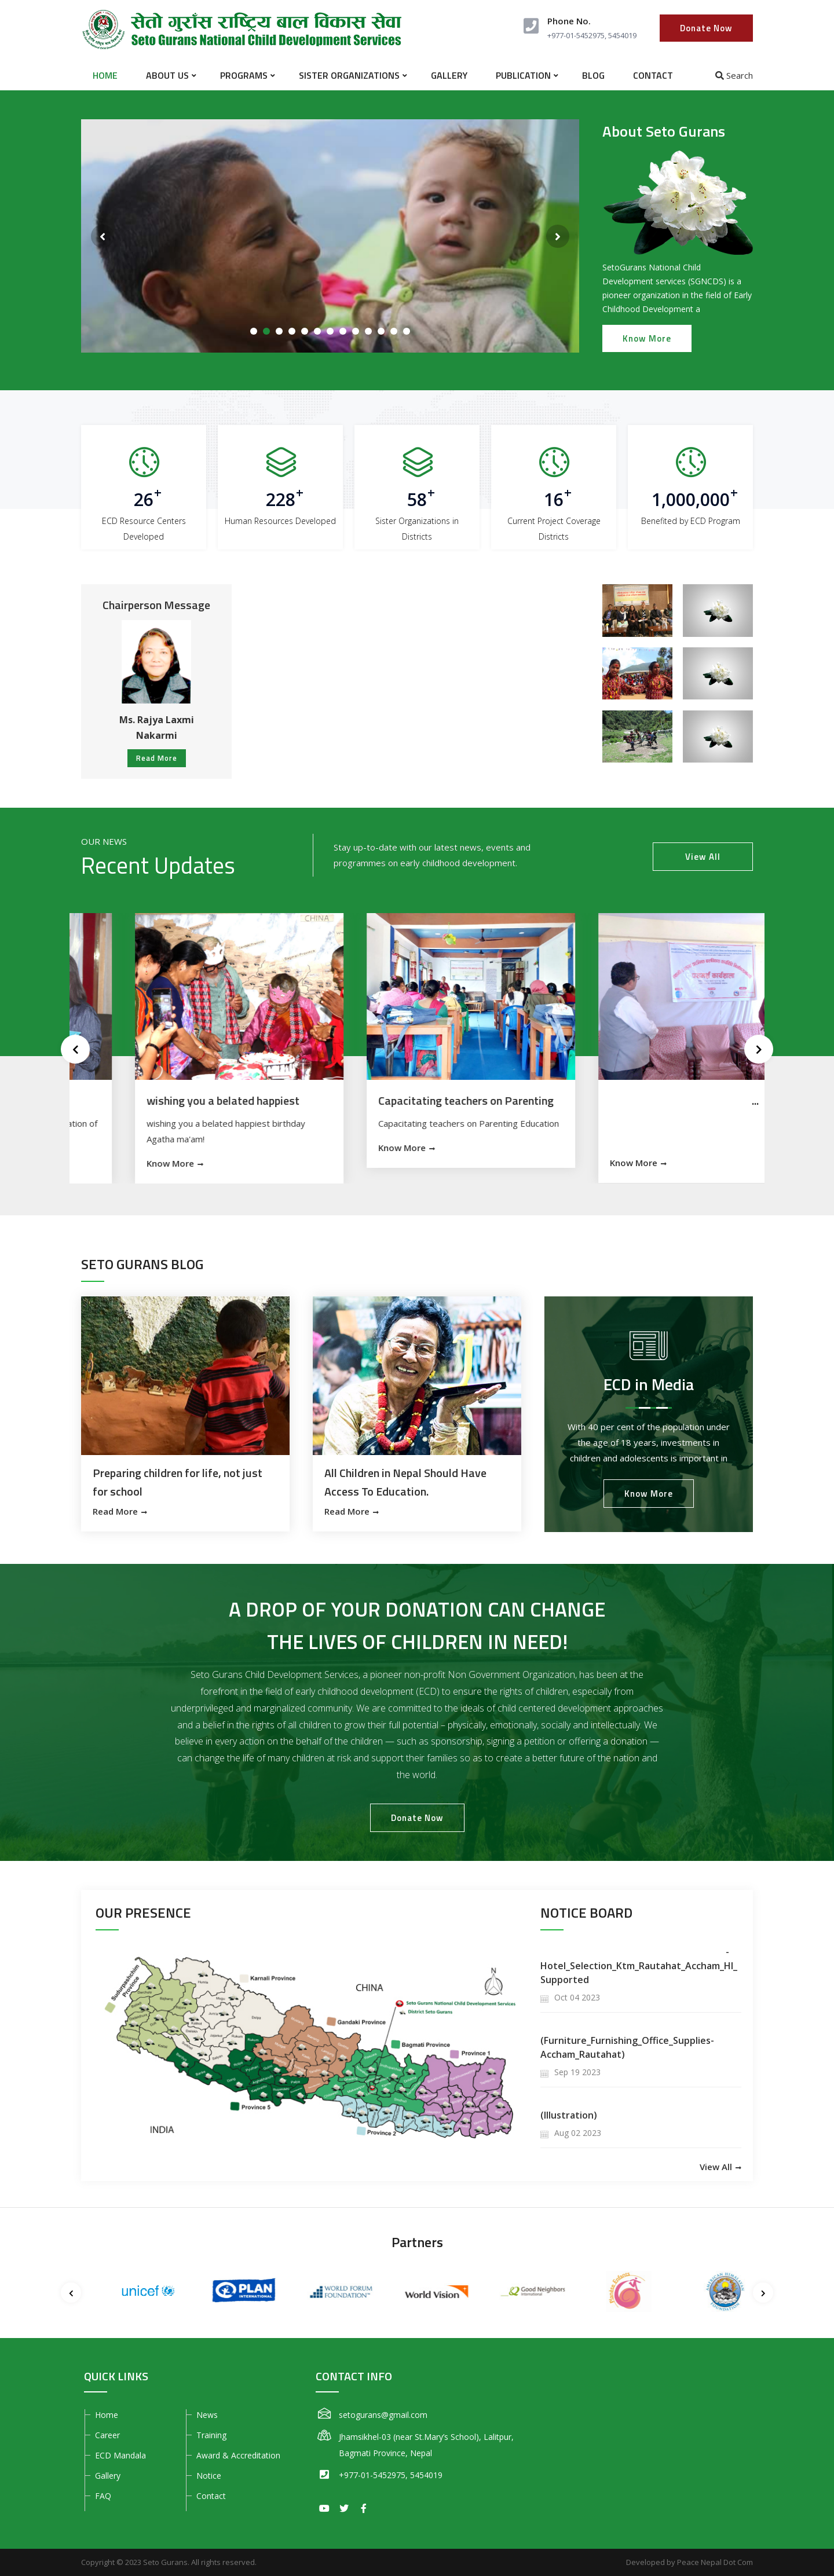 सेतो गुराँस राष्ट्रिय बाल विकास सेवा
Seto Gurans National Child Development Services
Phone No.
+977-01-5452975, 5454019
Donate Now
HOME
ABOUT US
PROGRAMS
SISTER ORGANIZATIONS
GALLERY
PUBLICATION
BLOG
CONTACT
Search
About Seto Gurans
SetoGurans National Child
Development services (SGNCDS) is a
pioneer organization in the field of Early
Childhood Development a
Know More
26+
ECD Resource Centers
Developed
228+
Human Resources Developed
58+
Sister Organizations in
Districts
16+
Current Project Coverage
Districts
1,000,000+
Benefited by ECD Program
Chairperson Message
Ms. Rajya Laxmi
Nakarmi
Read More
OUR NEWS
Recent Updates
Stay up-to-date with our latest news, events and
programmes on early childhood development.
View All
CHINA
ation of
wishing you a belated happiest
wishing you a belated happiest birthday
Agatha ma'am!
Know More
Capacitating teachers on Parenting
Capacitating teachers on Parenting Education
Know More
...
Know More
SETO GURANS BLOG
Preparing children for life, not just
for school
Read More
All Children in Nepal Should Have
Access To Education.
Read More
ECD in Media
With 40 per cent of the population under
the age of 18 years, investments in
children and adolescents is important in
Know More
A DROP OF YOUR DONATION CAN CHANGE
THE LIVES OF CHILDREN IN NEED!
Seto Gurans Child Development Services, a pioneer non-profit Non Government Organization, has been at the
forefront in the field of early childhood development (ECD) to ensure the rights of children, especially from
underprivileged and marginalized community. We are committed to the ideals of child centered development approaches
and a belief in the rights of all children to grow their full potential – physically, emotionally, socially and intellectually. We
believe in every action on the behalf of the children — such as sponsorship, signing a petition or offering a donation —
can change the life of many children at risk and support their families so as to create a better future of the nation and
the world.
Donate Now
OUR PRESENCE
Sudurpashchim Province
Karnali Province
CHINA
N
Seto Gurans National Child Development Services
District Seto Gurans
Gandaki Province
Bagmati Province
Province 1
Province 5
Province 2
INDIA
NOTICE BOARD
-
Hotel_Selection_Ktm_Rautahat_Accham_HI_
Supported
Oct 04 2023
(Furniture_Furnishing_Office_Supplies-
Accham_Rautahat)
Sep 19 2023
(Illustration)
Aug 02 2023
View All
Partners
unicef
PLAN
INTERNATIONAL
WORLD FORUM
FOUNDATION
World Vision
Good Neighbors
International
QUICK LINKS
Home
Career
ECD Mandala
Gallery
FAQ
News
Training
Award & Accreditation
Notice
Contact
CONTACT INFO
setogurans@gmail.com
Jhamsikhel-03 (near St.Mary's School), Lalitpur,
Bagmati Province, Nepal
+977-01-5452975, 5454019
Copyright © 2023 Seto Gurans. All rights reserved.
Developed by Peace Nepal Dot Com